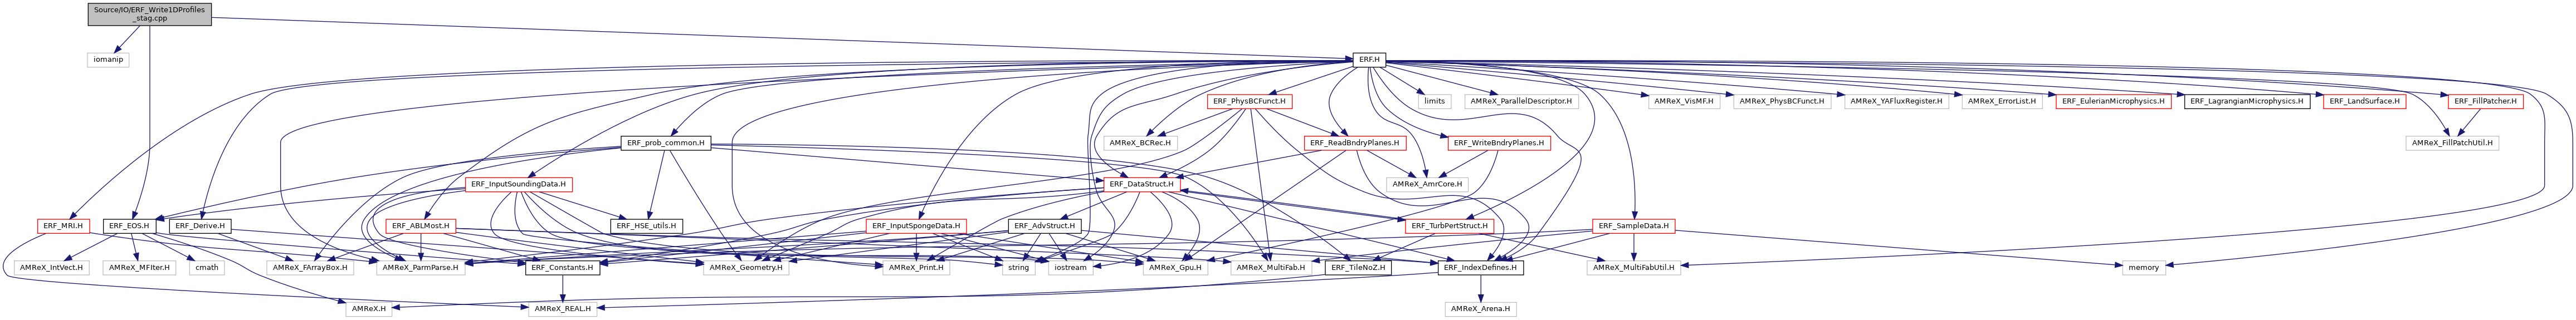 Source/IO/ERF_Write1DProfiles
_stag.cpp
iomanip
ERF.H
ERF_PhysBCFunct.H
limits
AMReX_ParallelDescriptor.H
AMReX_VisMF.H
AMReX_PhysBCFunct.H
AMReX_YAFluxRegister.H
AMReX_ErrorList.H
ERF_EulerianMicrophysics.H
ERF_LagrangianMicrophysics.H
ERF_LandSurface.H
ERF_FillPatcher.H
ERF_prob_common.H
AMReX_BCRec.H
ERF_ReadBndryPlanes.H
ERF_WriteBndryPlanes.H
AMReX_FillPatchUtil.H
ERF_InputSoundingData.H
ERF_DataStruct.H
AMReX_AmrCore.H
ERF_MRI.H
ERF_EOS.H
ERF_Derive.H
ERF_ABLMost.H
ERF_HSE_utils.H
ERF_InputSpongeData.H
ERF_AdvStruct.H
ERF_TurbPertStruct.H
ERF_SampleData.H
AMReX_IntVect.H
AMReX_MFIter.H
cmath
AMReX_FArrayBox.H
AMReX_ParmParse.H
ERF_Constants.H
AMReX_Geometry.H
AMReX_Print.H
string
iostream
AMReX_Gpu.H
AMReX_MultiFab.H
ERF_TileNoZ.H
ERF_IndexDefines.H
AMReX_MultiFabUtil.H
memory
AMReX.H
AMReX_REAL.H
AMReX_Arena.H